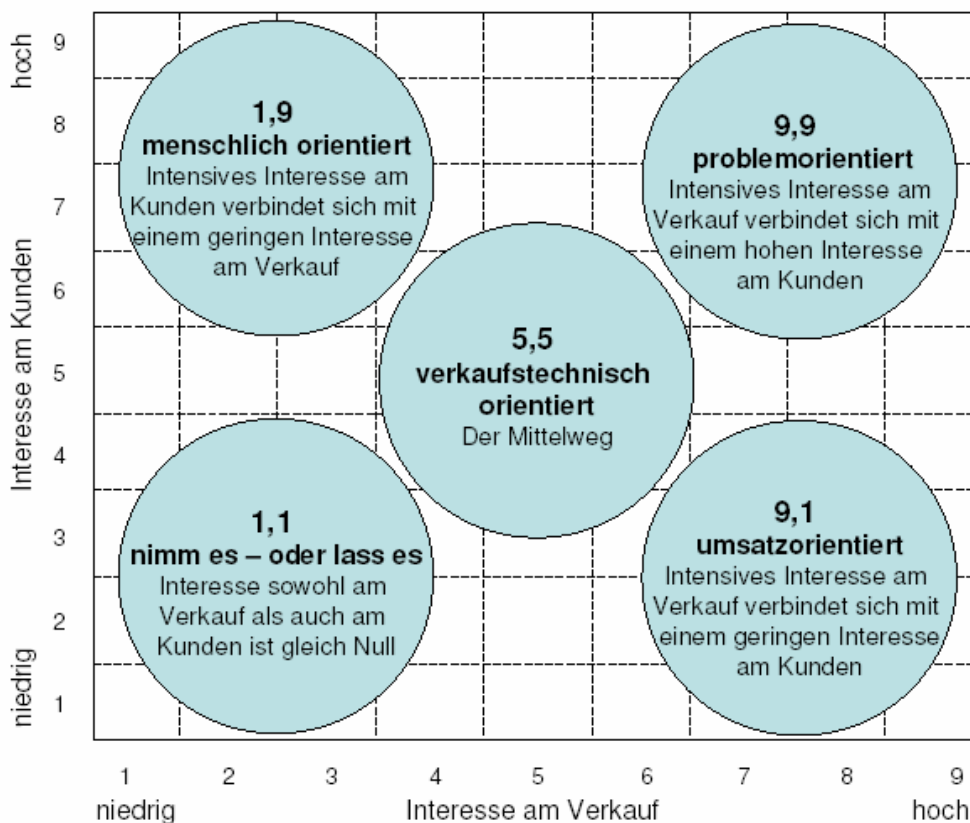 hoch
9
8
7
6
5
4
3
2
1
niedrig
Interesse am Kunden
1,9
menschlich orientiert
Intensives Interesse am
Kunden verbindet sich mit
einem geringen Interesse
am Verkauf
9,9
problemorientiert
Intensives Interesse am
Verkauf verbindet sich mit
einem hohen Interesse
am Kunden
5,5
verkaufstechnisch
orientiert
Der Mittelweg
1,1
nimm es – oder lass es
Interesse sowohl am
Verkauf als auch am
Kunden ist gleich Null
9,1
umsatzorientiert
Intensives Interesse am
Verkauf verbindet sich mit
einem geringen Interesse
am Kunden
1 2 3 4 5 6 7 8 9
niedrig Interesse am Verkauf hoch